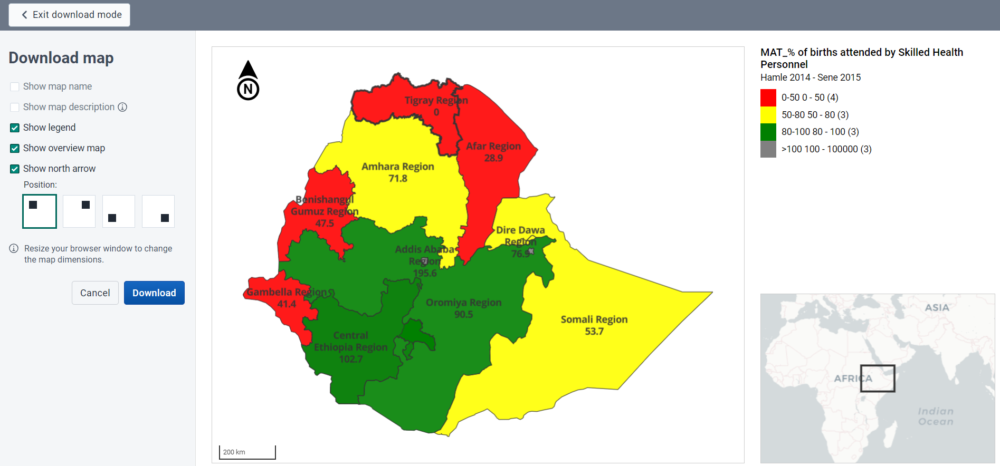 Exit download mode
Download map
Show map name
Show map description
Show legend
Show overview map
Show north arrow
Position:
Resize your browser window to change
the map dimensions.
Cancel
Download
N
Tigray Region
0
Afar Region
28.9
Amhara Region
71.8
Benishangul
Gumuz Region
47.5
Dire Dawa
Region
76.9
Addis Ababa
Region
195.6
Gambella Region
41.4
Oromiya Region
90.5
Somali Region
53.7
Central
Ethiopia Region
102.7
200 km
MAT_% of births attended by Skilled Health
Personnel
Hamle 2014 - Sene 2015
0-50 0 - 50 (4)
50-80 50 - 80 (3)
80-100 80 - 100 (3)
>100 100 - 100000 (3)
ASIA
AFRICA
Indian
Ocean